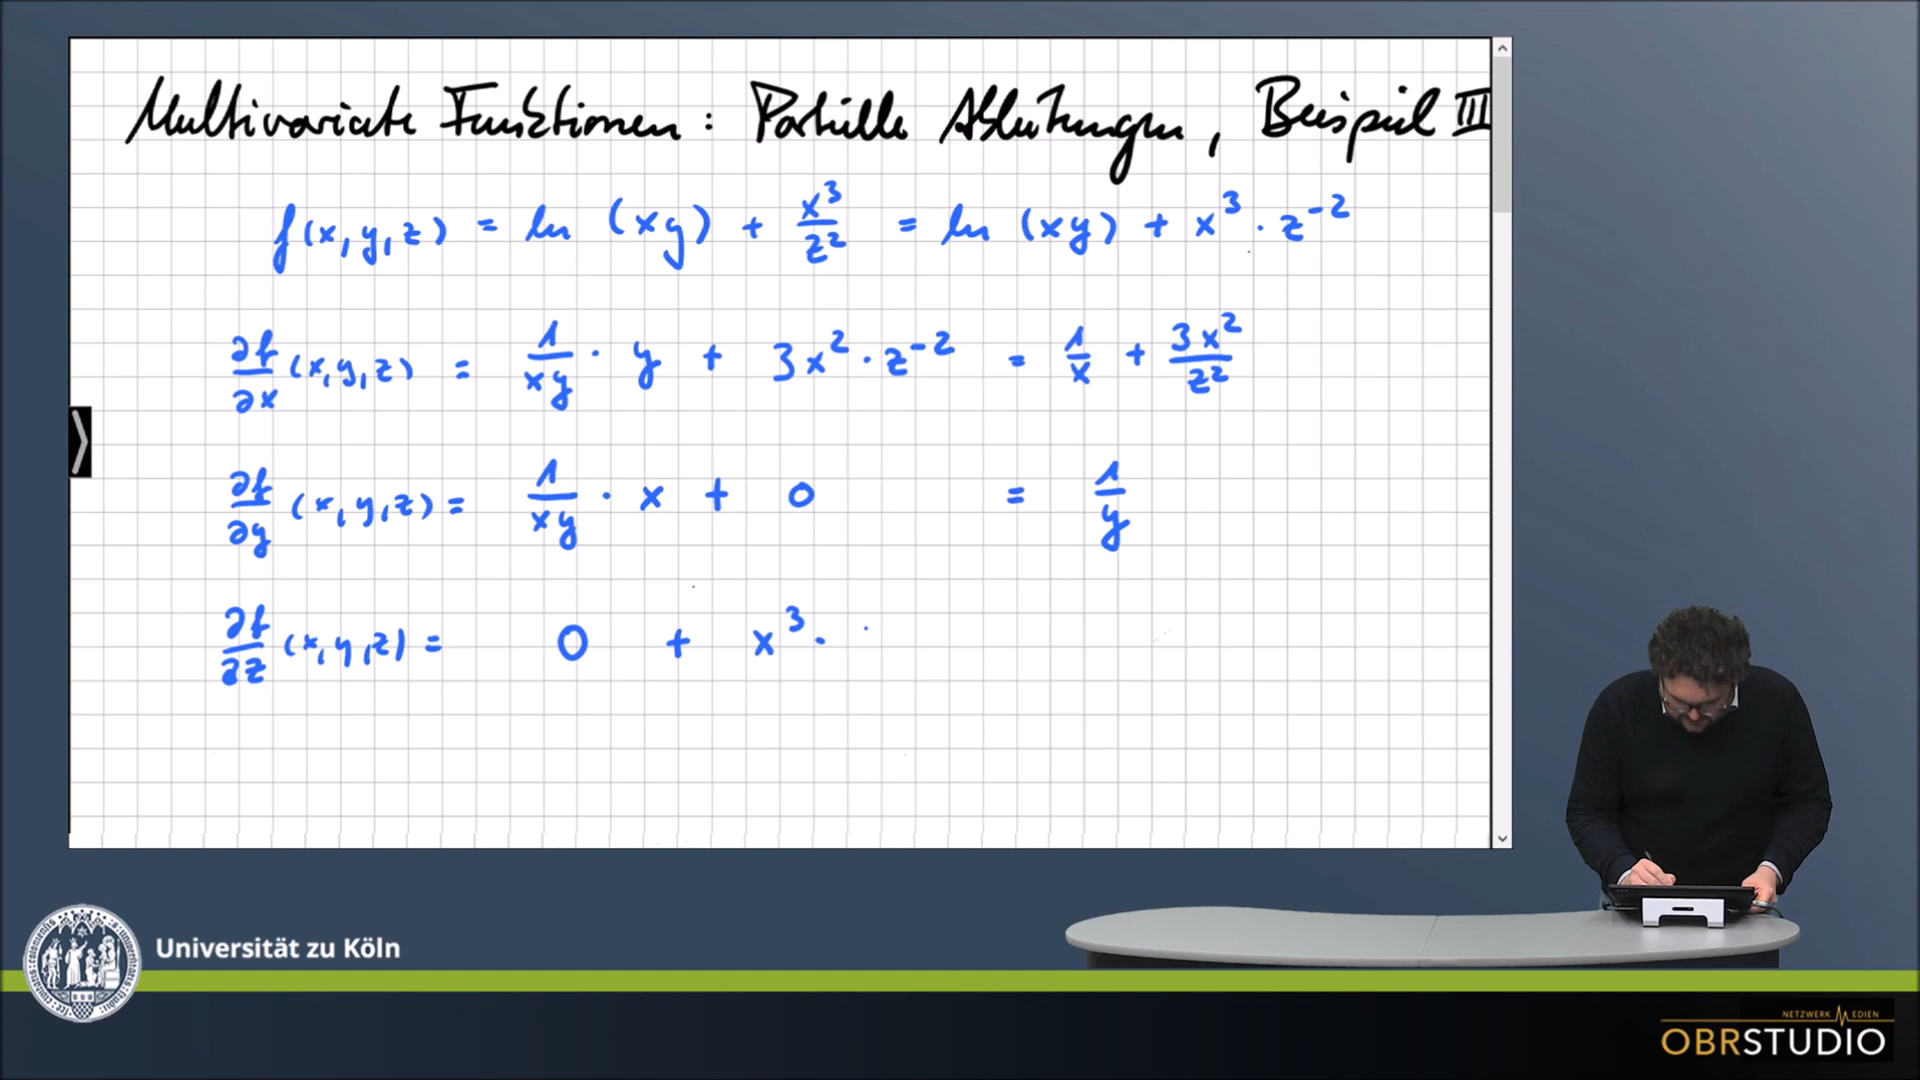 Multivariate Funktionen: Partielle Ableitungen, Beispiel III
f(x,y,z) = ln (xy) + x³/z² = ln (xy) + x³ · z⁻²
∂f/∂x (x,y,z) = 1/xy · y + 3x² · z⁻² = 1/x + 3x²/z²
∂f/∂y (x,y,z) = 1/xy · x + 0 = 1/y
∂f/∂z (x,y,z) = 0 + x³ ·
Universität zu Köln
NETZWERK MEDIEN
OBRSTUDIO